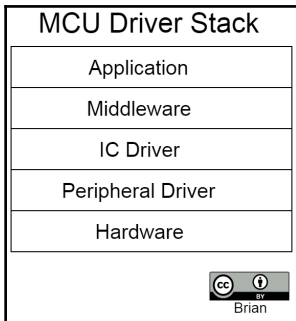 MCU Driver Stack
Application
Middleware
IC Driver
Peripheral Driver
Hardware
cc
BY
Brian